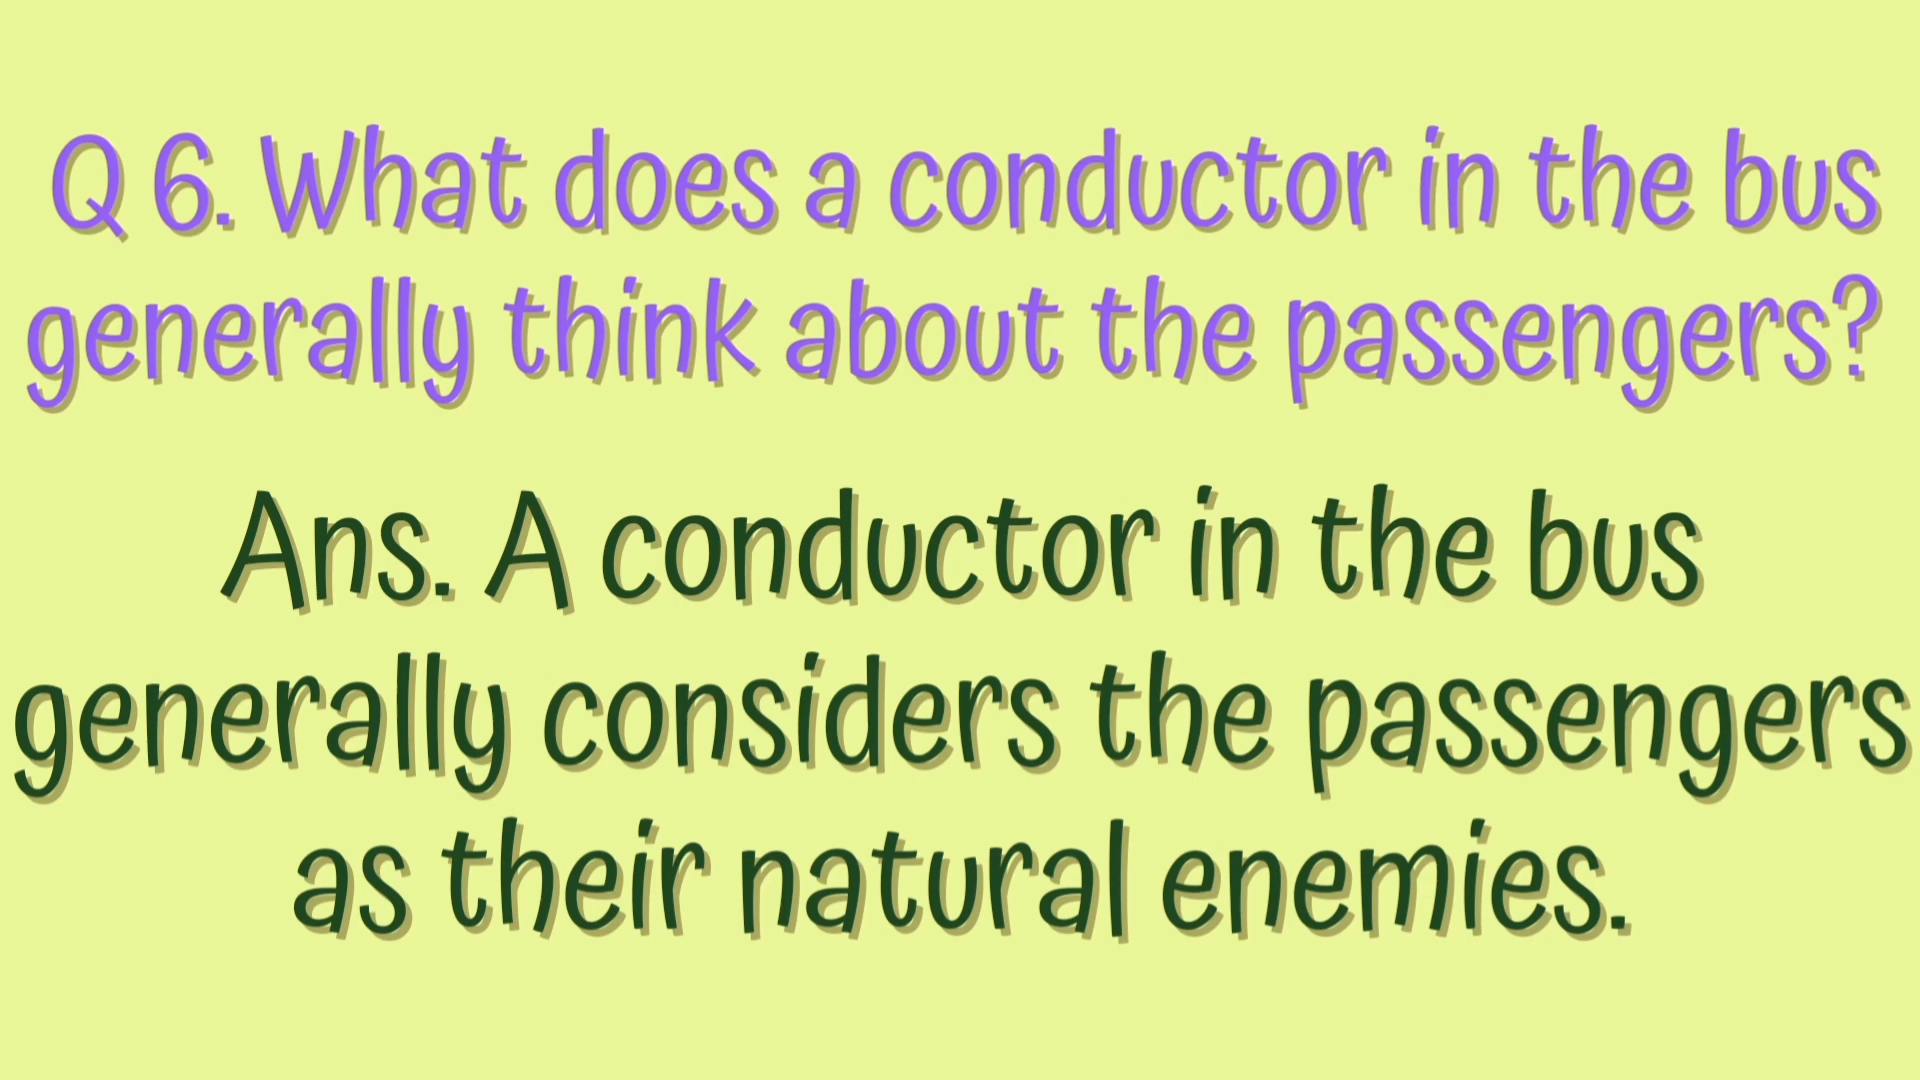 Q 6. What does a conductor in the bus
generally think about the passengers?
Ans. A conductor in the bus
generally considers the passengers
as their natural enemies.